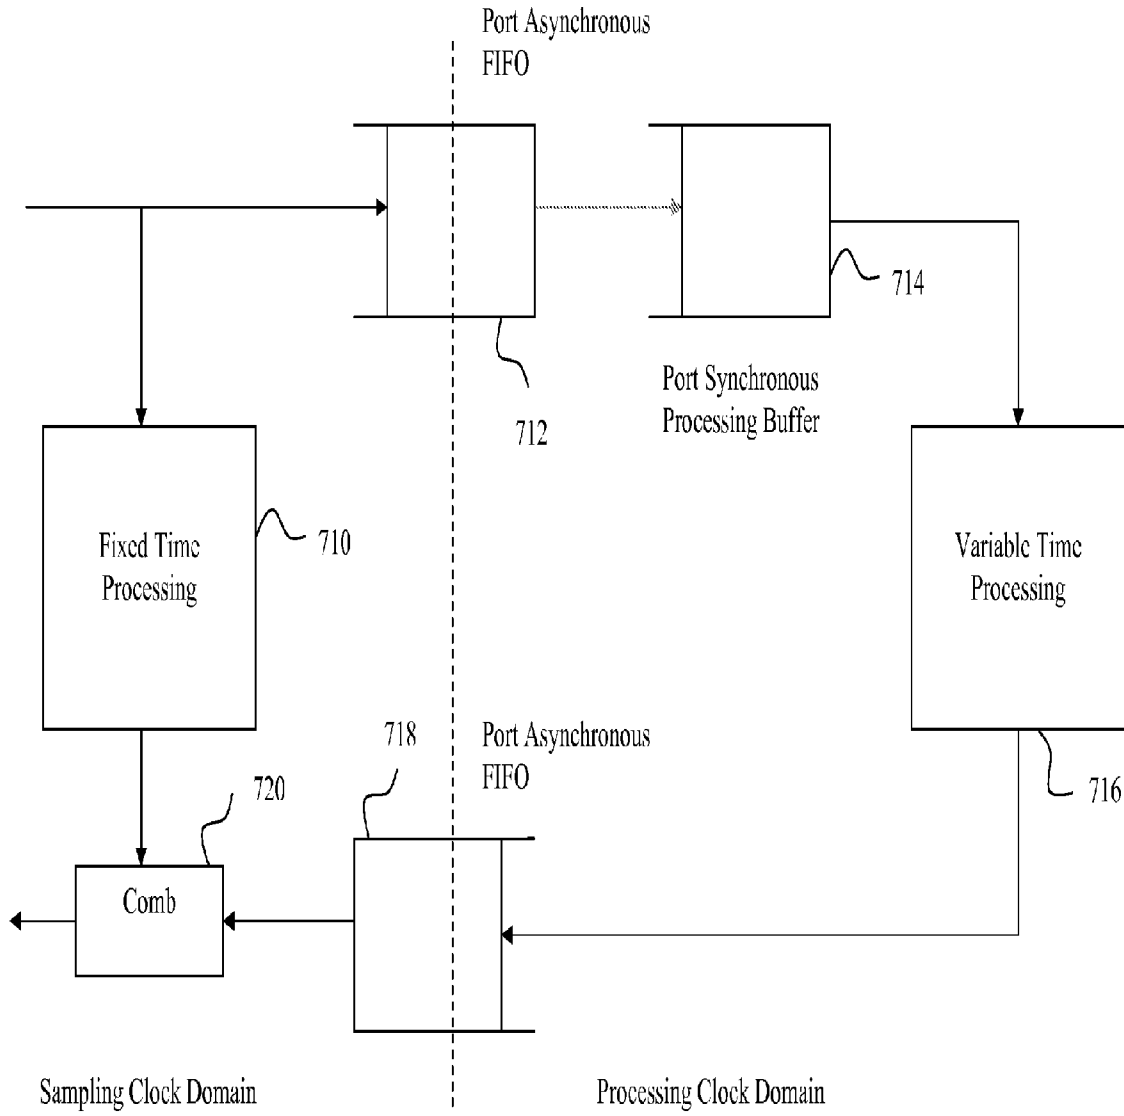 Port Asynchronous
FIFO
714
Port Synchronous
Processing Buffer
712
Fixed Time
Processing
710
Variable Time
Processing
718
Port Asynchronous
FIFO
720
716
Comb
Sampling Clock Domain
Processing Clock Domain